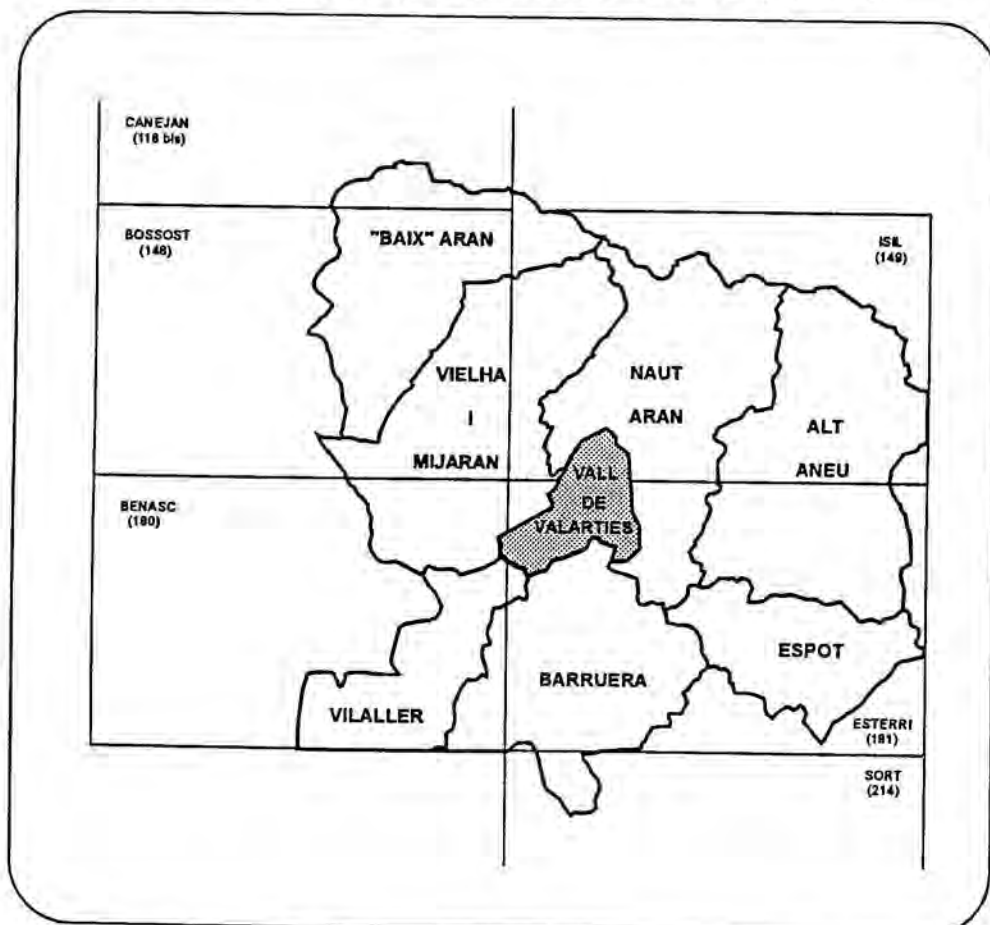 CANEJAN
(118 bis)
BOSSOST
(148)
"BAIX" ARAN
ISIL
(149)
VIELHA
I
MIJARAN
NAUT
ARAN
ALT
ANEU
VALL
DE
VALARTIES
BENASC
(180)
ESPOT
BARRUERA
VILALLER
ESTERRI
(181)
SORT
(214)